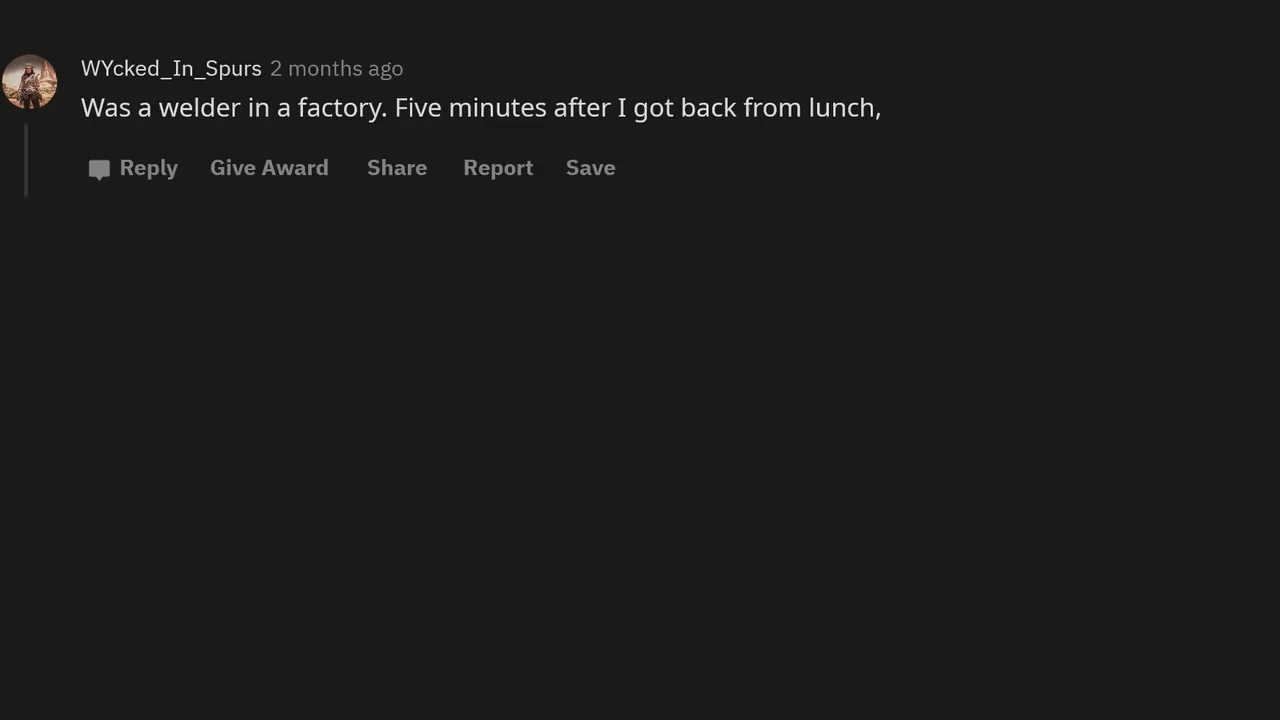 WYcked_In_Spurs 2 months ago
Was a welder in a factory. Five minutes after I got back from lunch,
Reply Give Award Share Report Save